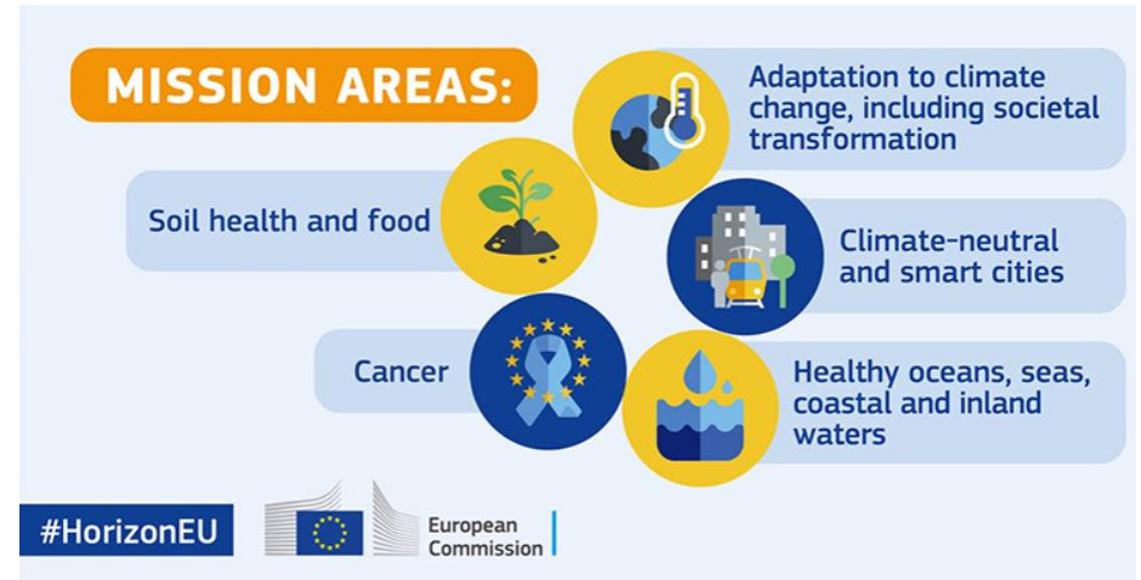 MISSION AREAS:
Adaptation to climate
change, including societal
transformation
Soil health and food
Climate-neutral
and smart cities
Cancer
Healthy oceans, seas,
coastal and inland
waters
#HorizonEU
European
Commission